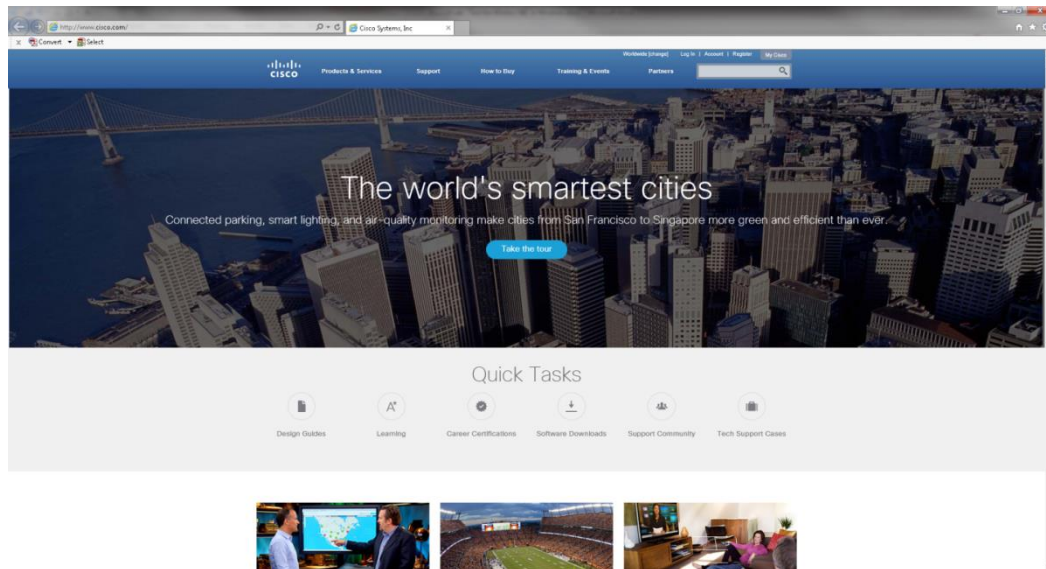 http://www.cisco.com/
Cisco Systems, Inc
Convert Select
Worldwide [change] Log In | Account | Register My Cisco
CISCO Products & Services Support How to Buy Training & Events Partners
The world's smartest cities
Connected parking, smart lighting, and air-quality monitoring make cities from San Francisco to Singapore more green and efficient than ever.
Take the tour
Quick Tasks
Design Guides Learning Career Certifications Software Downloads Support Community Tech Support Cases